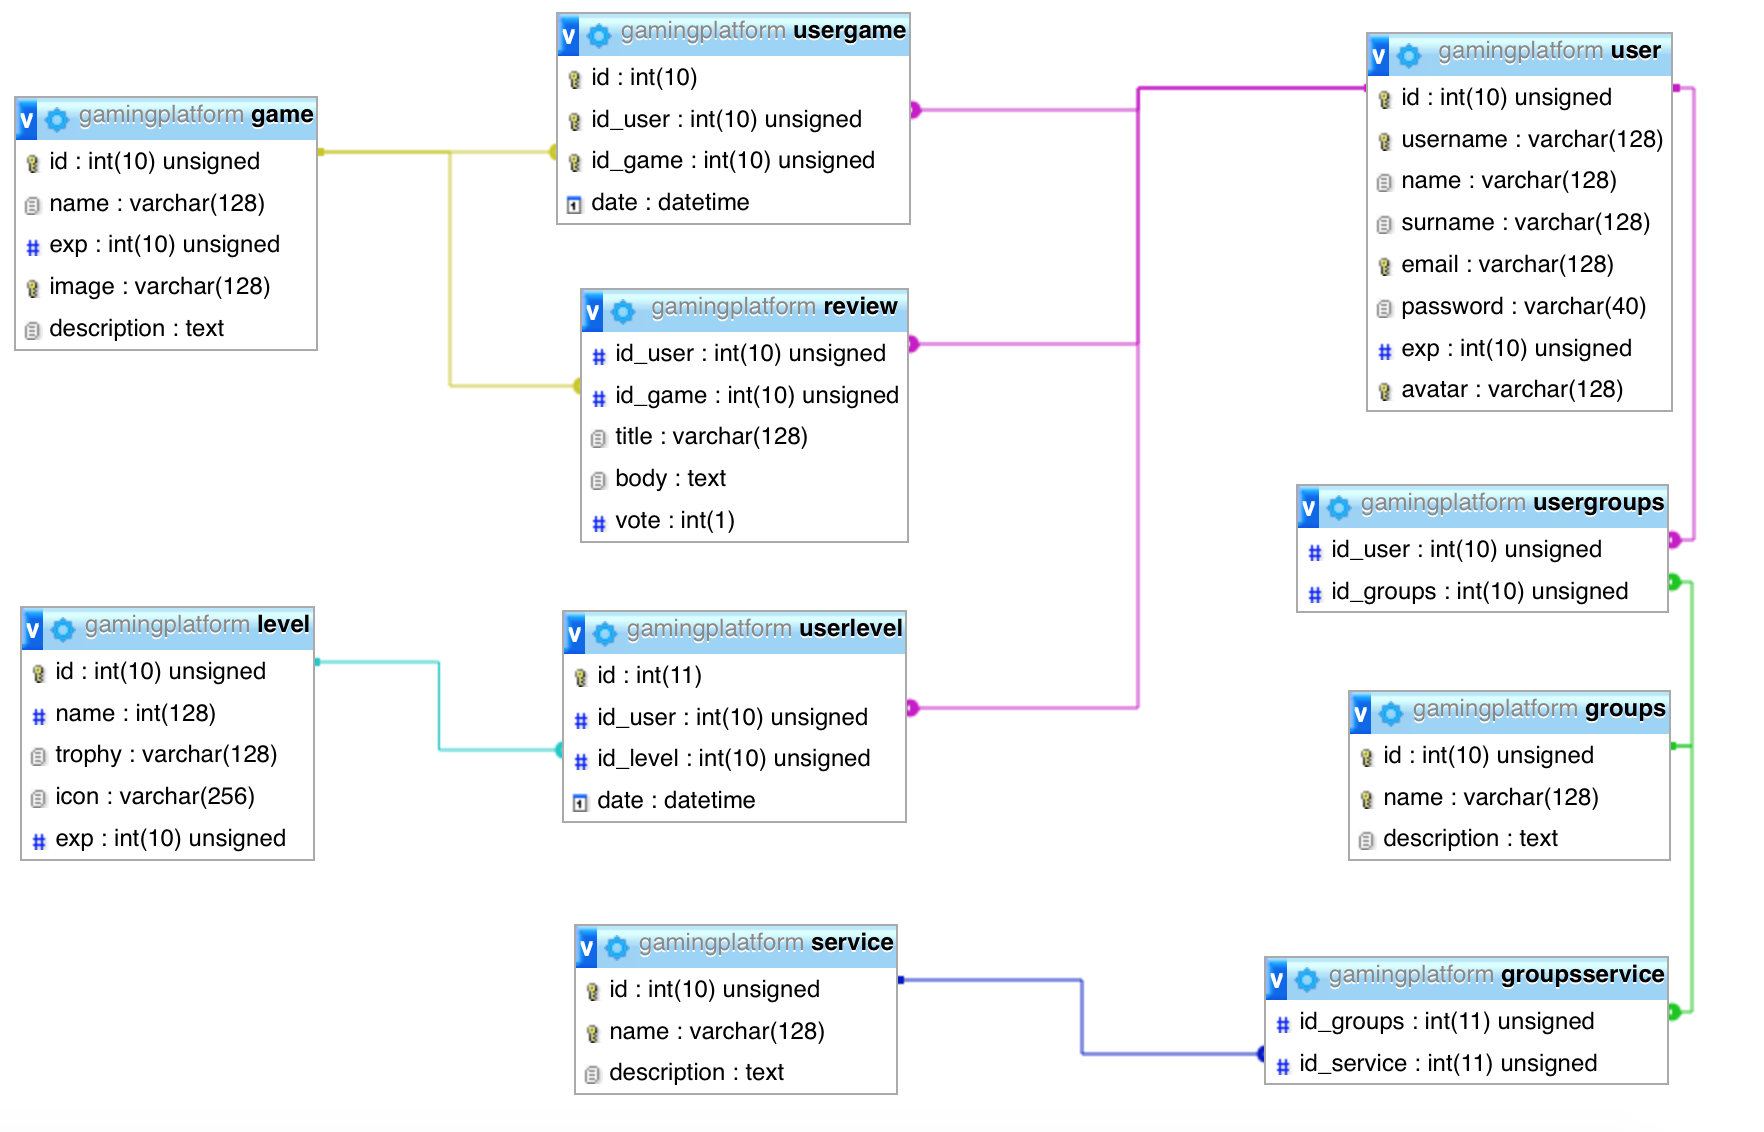 gamingplatform usergame
id : int(10)
id_user : int(10) unsigned
id_game : int(10) unsigned
date : datetime
gamingplatform user
id : int(10) unsigned
username : varchar(128)
name : varchar(128)
surname : varchar(128)
email : varchar(128)
password : varchar(40)
exp : int(10) unsigned
avatar : varchar(128)
gamingplatform game
id : int(10) unsigned
name : varchar(128)
exp : int(10) unsigned
image : varchar(128)
description : text
gamingplatform review
id_user : int(10) unsigned
id_game : int(10) unsigned
title : varchar(128)
body : text
vote : int(1)
gamingplatform usergroups
id_user : int(10) unsigned
id_groups : int(10) unsigned
gamingplatform level
id : int(10) unsigned
name : int(128)
trophy : varchar(128)
icon : varchar(256)
exp : int(10) unsigned
gamingplatform userlevel
id : int(11)
id_user : int(10) unsigned
id_level : int(10) unsigned
date : datetime
gamingplatform groups
id : int(10) unsigned
name : varchar(128)
description : text
gamingplatform service
id : int(10) unsigned
name : varchar(128)
description : text
gamingplatform groupsservice
id_groups : int(11) unsigned
id_service : int(11) unsigned